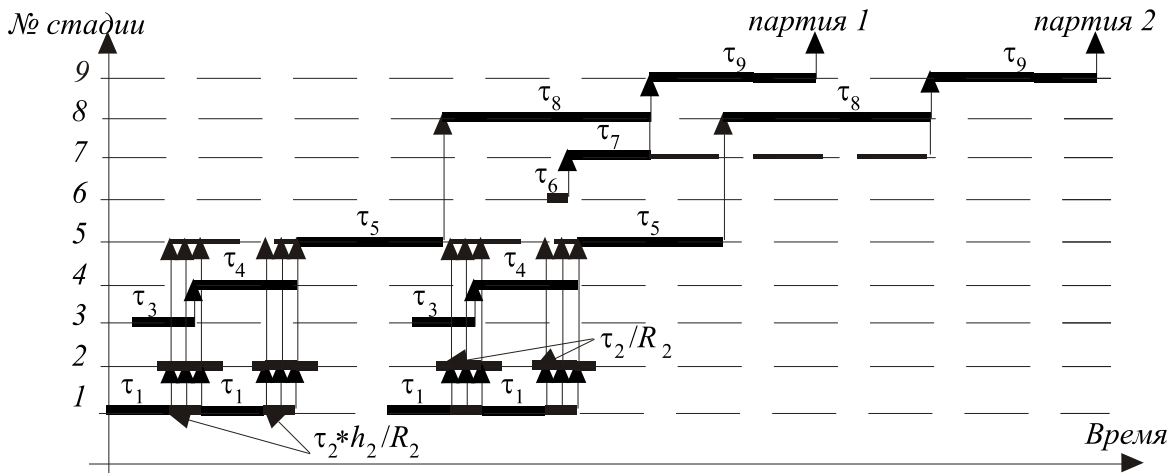 № стадии
партия 1
партия 2
9
τ₉
τ₉
8
τ₈
τ₈
7
τ₇
6
τ₆
5
τ₅
τ₅
4
τ₄
τ₄
3
τ₃
τ₃
2
τ₂/R₂
1
τ₁
τ₁
τ₁
τ₁
τ₂*h₂/R₂
Время